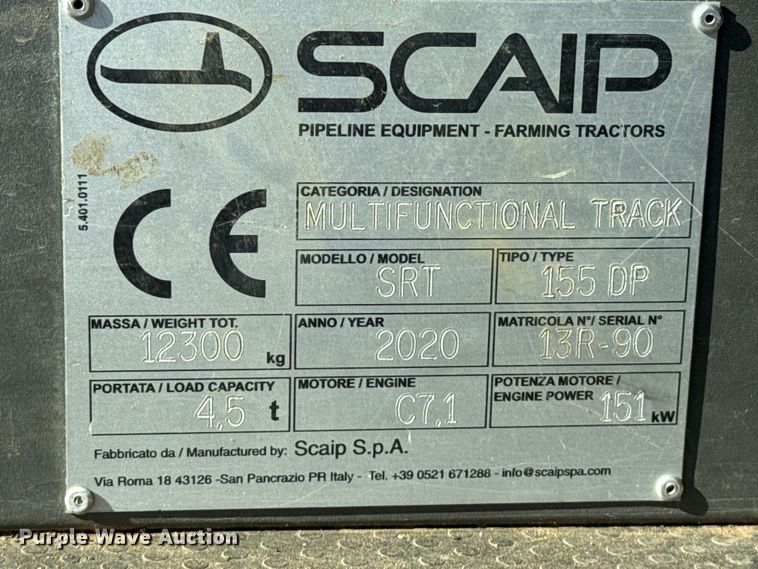 SCAIP
PIPELINE EQUIPMENT - FARMING TRACTORS
5.401.0111
CE
CATEGORIA / DESIGNATION
MULTIFUNCTIONAL TRACK
MODELLO / MODEL
SRT
TIPO / TYPE
155 DP
MASSA / WEIGHT TOT.
12300 kg
ANNO / YEAR
2020
MATRICOLA N°/ SERIAL N°
13R-90
PORTATA / LOAD CAPACITY
4,5 t
MOTORE / ENGINE
C7,1
POTENZA MOTORE /
ENGINE POWER 151 kW
Fabbricato da / Manufactured by: Scaip S.p.A.
Via Roma 18 43126 -San Pancrazio PR Italy - Tel. +39 0521 671288 - info@scaipspa.com
Purple Wave Auction